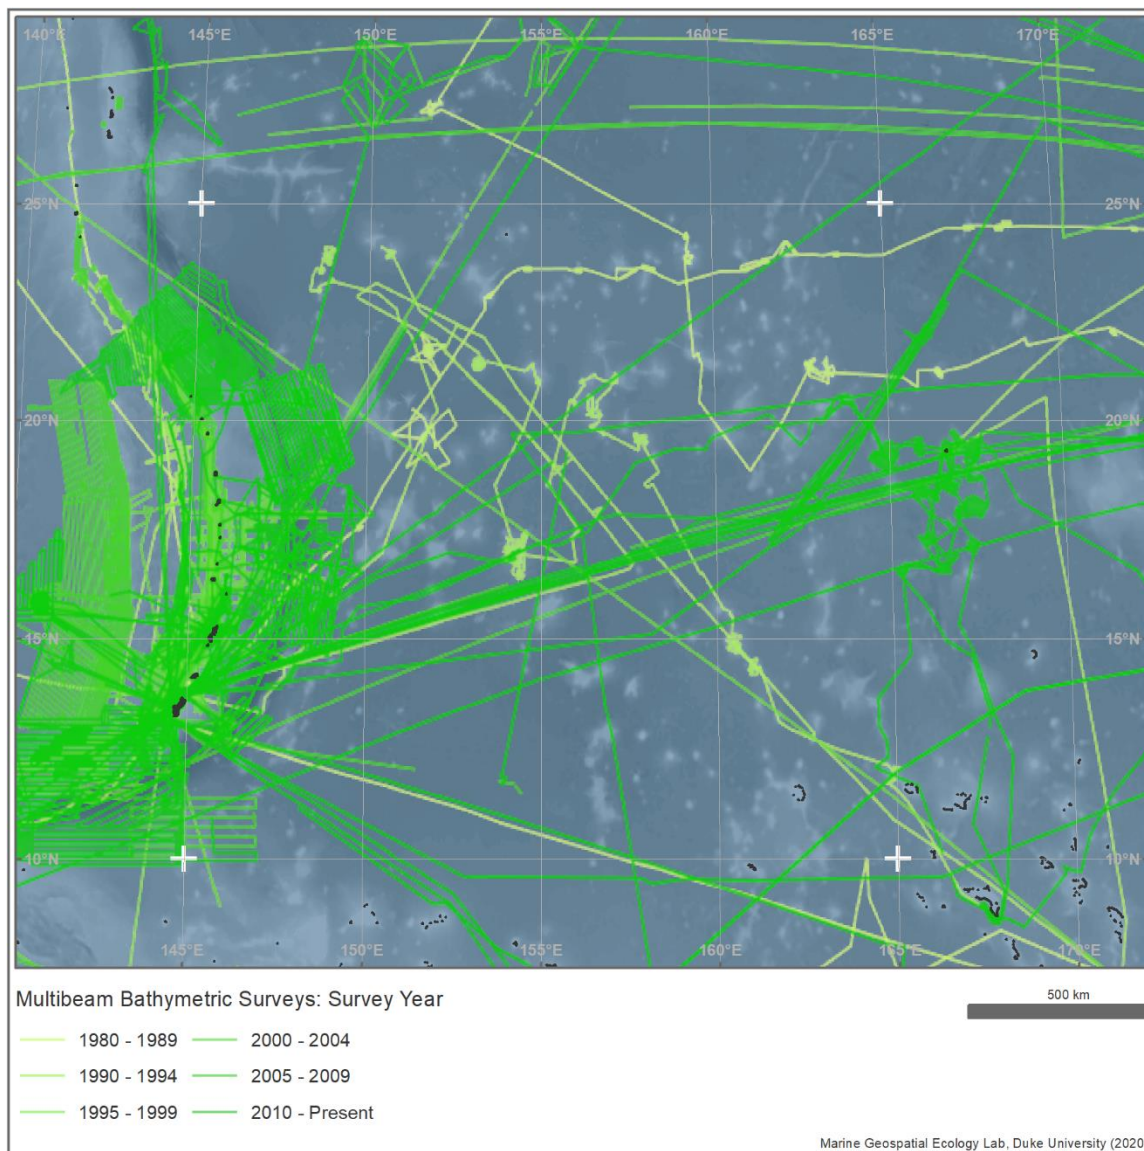 140°E 145°E 150°E 155°E 160°E 165°E 170°E
25°N 25°N
20°N 20°N
15°N 15°N
10°N 10°N
145°E 150°E 155°E 160°E 165°E 170°E
Multibeam Bathymetric Surveys: Survey Year
500 km
1980 - 1989 2000 - 2004
1990 - 1994 2005 - 2009
1995 - 1999 2010 - Present
Marine Geospatial Ecology Lab, Duke University (2020